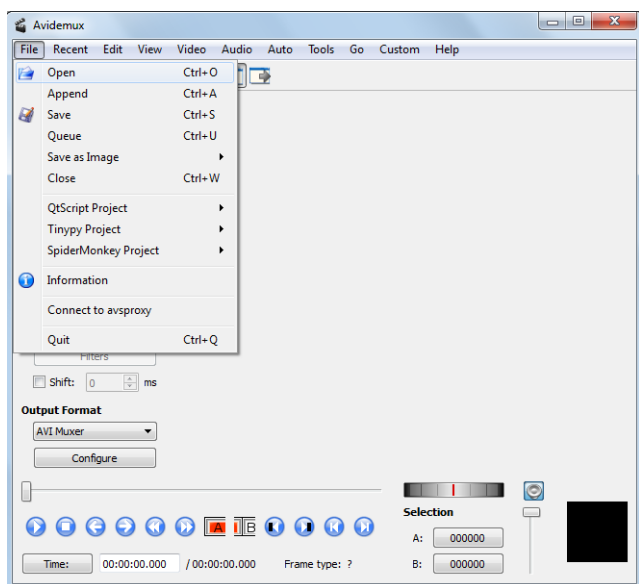 Avidemux
File Recent Edit View Video Audio Auto Tools Go Custom Help
Open Ctrl+O
Append Ctrl+A
Save Ctrl+S
Queue Ctrl+U
Save as Image
Close Ctrl+W
QtScript Project
Tinypy Project
SpiderMonkey Project
Information
Connect to avsproxy
Quit Ctrl+Q
Filters
Shift: 0 ms
Output Format
AVI Muxer
Configure
A B
Selection
A: 000000
Time: 00:00:00.000 / 00:00:00.000 Frame type: ? B: 000000